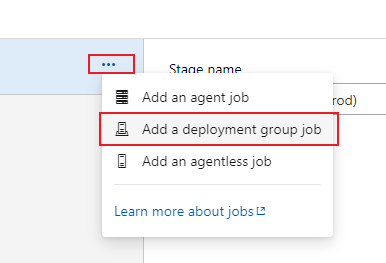 Stage name
Add an agent job
rod)
Add a deployment group job
Add an agentless job
Learn more about jobs